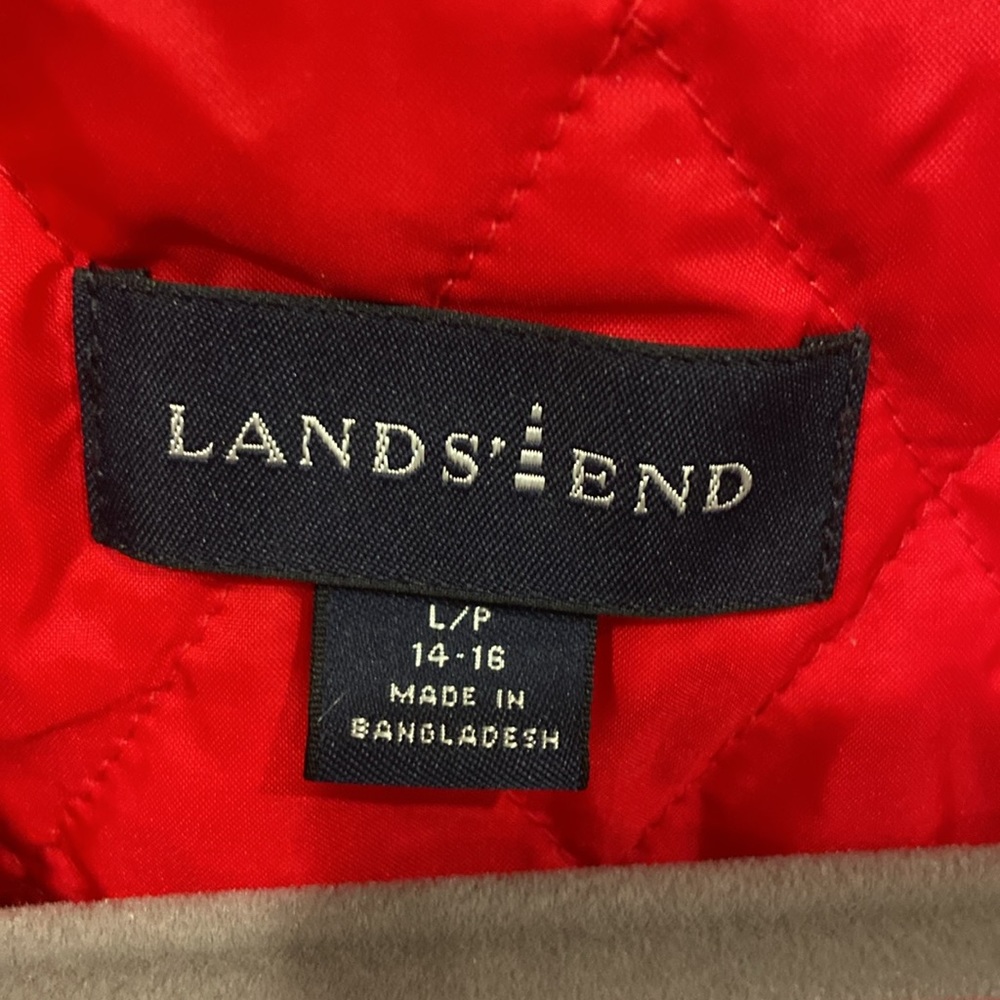 LANDS' END
L/P
14-16
MADE IN
BANGLADESH